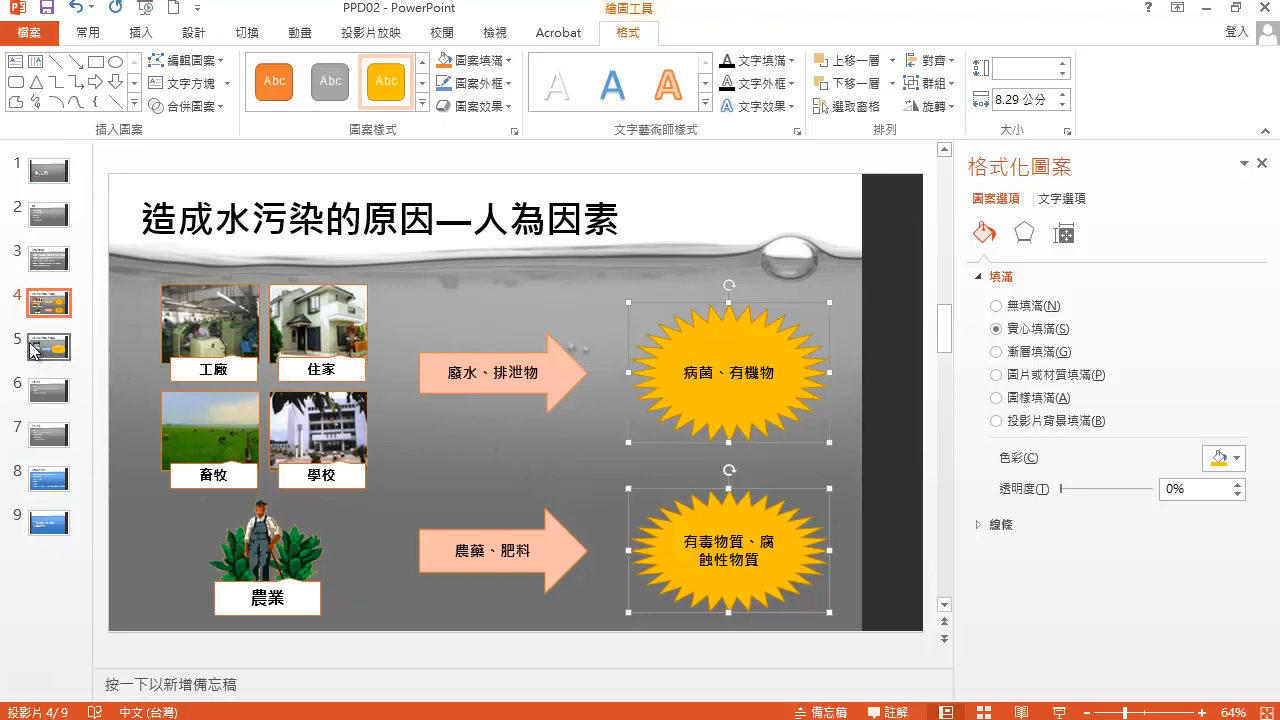 PPD02 - PowerPoint
繪圖工具
?
檔案
常用
插入
設計
切換
動畫
投影片放映
校閱
檢視
Acrobat
格式
登入
編輯圖案
文字方塊
合併圖案
插入圖案
Abc
Abc
Abc
圖案填滿
圖案外框
圖案效果
圖案樣式
A
A
A
文字填滿
文字外框
文字效果
文字藝術師樣式
上移一層
下移一層
選取窗格
對齊
群組
旋轉
排列
8.29 公分
大小
1
2
3
4
5
6
7
8
9
造成水污染的原因—人為因素
工廠
住家
畜牧
學校
農業
廢水、排泄物
病菌、有機物
農藥、肥料
有毒物質、腐
蝕性物質
格式化圖案
圖案選項
文字選項
填滿
無填滿(N)
實心填滿(S)
漸層填滿(G)
圖片或材質填滿(P)
圖樣填滿(A)
投影片背景填滿(B)
色彩(C)
透明度(T)
0%
線條
按一下以新增備忘稿
投影片 4/ 9
中文 (台灣)
備忘稿
註解
64%